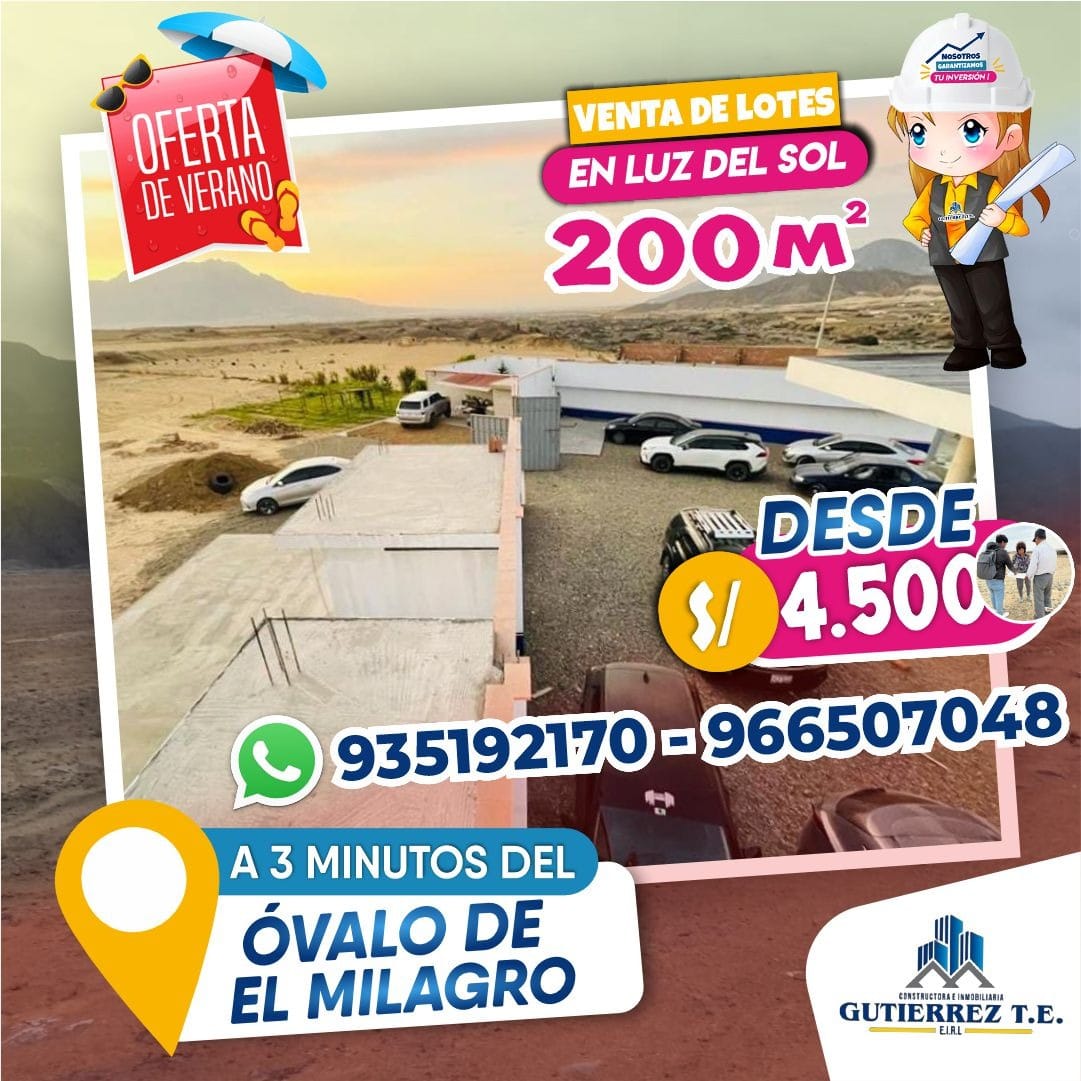 OFERTA
DE VERANO
VENTA DE LOTES
EN LUZ DEL SOL
200 M²
NOSOTROS
GARANTIZAMOS
TU INVERSIÓN !
DESDE
S/ 4.500
935192170 - 966507048
A 3 MINUTOS DEL
ÓVALO DE
EL MILAGRO
CONSTRUCTORA E INMOBILIARIA
GUTIERREZ T.E.
E.I.R.L